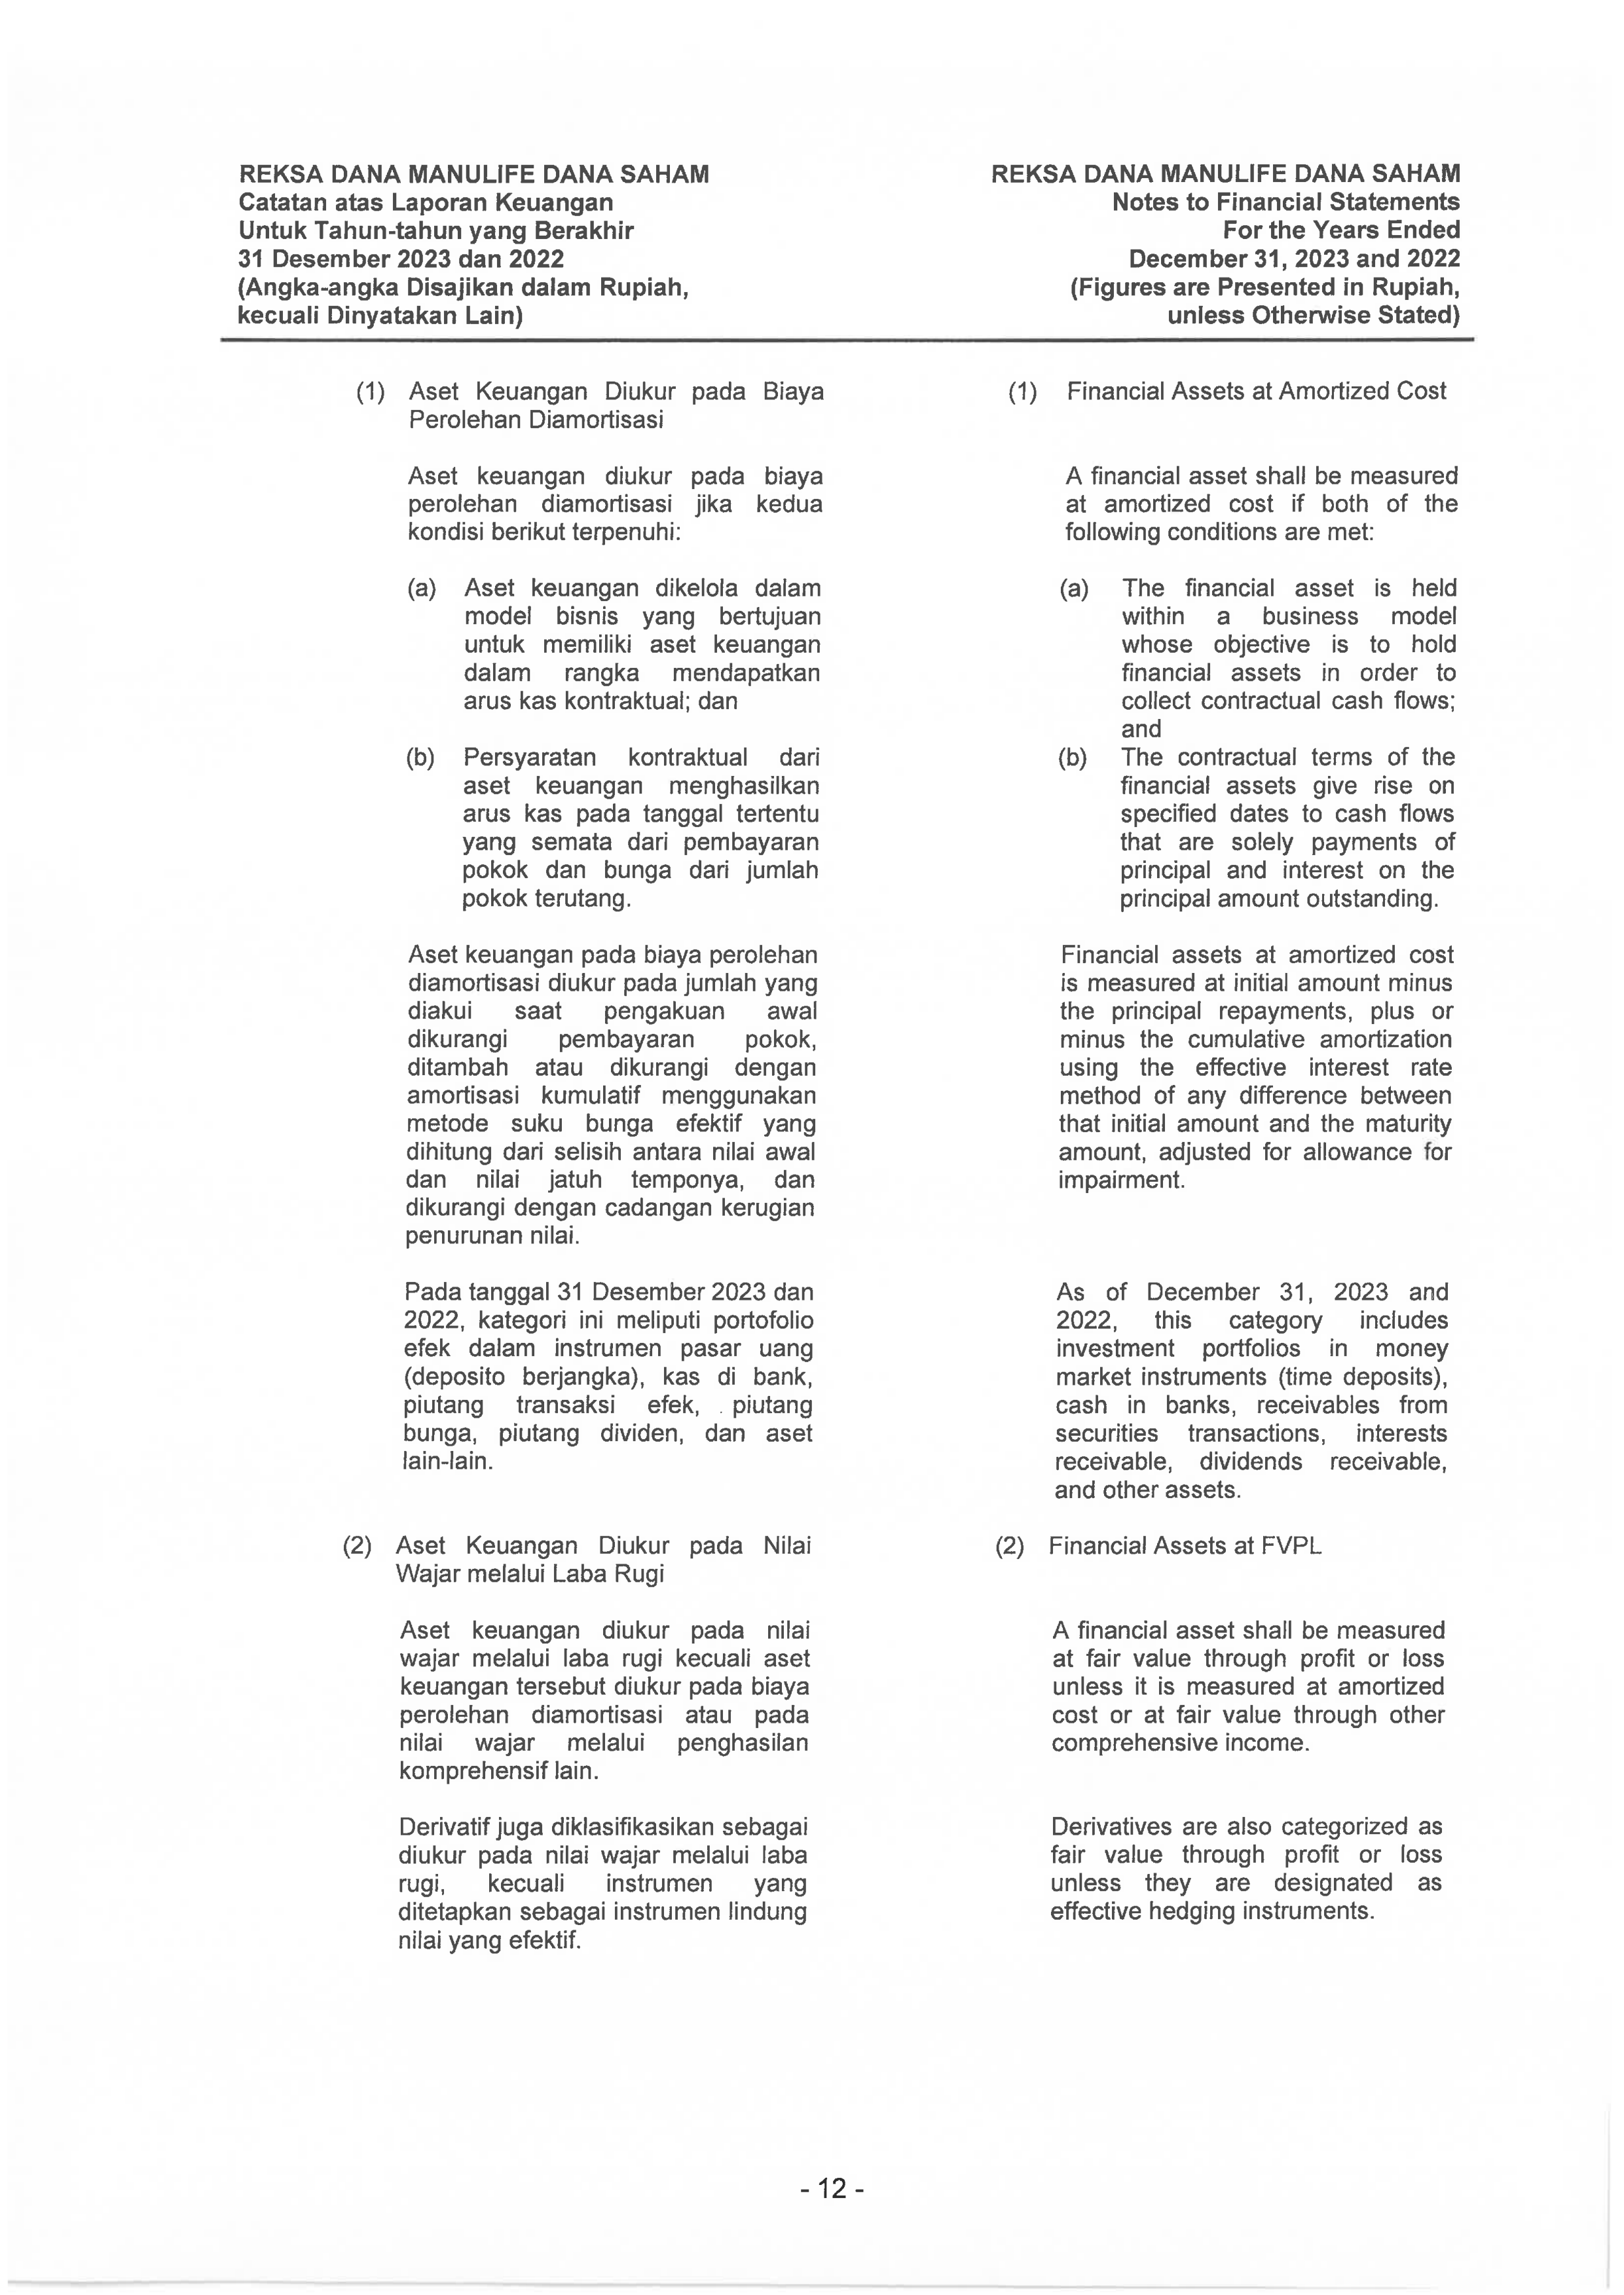 REKSA DANA MANULIFE DANA SAHAM
Catatan atas Laporan Keuangan
Untuk Tahun-tahun yang Berakhir
31 Desember 2023 dan 2022
(Angka-angka Disajikan dalam Rupiah,
kecuali Dinyatakan Lain)
REKSA DANA MANULIFE DANA SAHAM
Notes to Financial Statements
For the Years Ended
December 31, 2023 and 2022
(Figures are Presented in Rupiah,
unless Otherwise Stated)
(1) Aset Keuangan Diukur pada Biaya
Perolehan Diamortisasi
Aset keuangan diukur pada biaya
perolehan diamortisasi jika kedua
kondisi berikut terpenuhi:
(a) Aset keuangan dikelola dalam
model bisnis yang bertujuan
untuk memiliki aset keuangan
dalam rangka mendapatkan
arus kas kontraktual; dan
(b) Persyaratan kontraktual dari
aset keuangan menghasilkan
arus kas pada tanggal tertentu
yang semata dari pembayaran
pokok dan bunga dari jumlah
pokok terutang.
Aset keuangan pada biaya perolehan
diamortisasi diukur pada jumlah yang
diakui saat pengakuan awal
dikurangi pembayaran pokok,
ditambah atau dikurangi dengan
amortisasi kumulatif menggunakan
metode suku bunga efektif yang
dihitung dari selisih antara nilai awal
dan nilai jatuh temponya, dan
dikurangi dengan cadangan kerugian
penurunan nilai.
Pada tanggal 31 Desember 2023 dan
2022, kategori ini meliputi portofolio
efek dalam instrumen pasar uang
(deposito berjangka), kas di bank,
piutang transaksi efek, piutang
bunga, piutang dividen, dan aset
lain-lain.
(2) Aset Keuangan Diukur pada Nilai
Wajar melalui Laba Rugi
Aset keuangan diukur pada nilai
wajar melalui laba rugi kecuali aset
keuangan tersebut diukur pada biaya
perolehan diamortisasi atau pada
nilai wajar melalui penghasilan
komprehensif lain.
Derivatif juga diklasifikasikan sebagai
diukur pada nilai wajar melalui laba
rugi, kecuali instrumen yang
ditetapkan sebagai instrumen lindung
nilai yang efektif.
(1) Financial Assets at Amortized Cost
A financial asset shall be measured
at amortized cost if both of the
following conditions are met:
(a) The financial asset is held
within a business model
whose objective is to hold
financial assets in order to
collect contractual cash flows;
and
(b) The contractual terms of the
financial assets give rise on
specified dates to cash flows
that are solely payments of
principal and interest on the
principal amount outstanding.
Financial assets at amortized cost
is measured at initial amount minus
the principal repayments, plus or
minus the cumulative amortization
using the effective interest rate
method of any difference between
that initial amount and the maturity
amount, adjusted for allowance for
impairment.
As of December 31, 2023 and
2022, this category includes
investment portfolios in money
market instruments (time deposits),
cash in banks, receivables from
securities transactions, interests
receivable, dividends receivable,
and other assets.
(2) Financial Assets at FVPL
A financial asset shall be measured
at fair value through profit or loss
unless it is measured at amortized
cost or at fair value through other
comprehensive income.
Derivatives are also categorized as
fair value through profit or loss
unless they are designated as
effective hedging instruments.
- 12 -